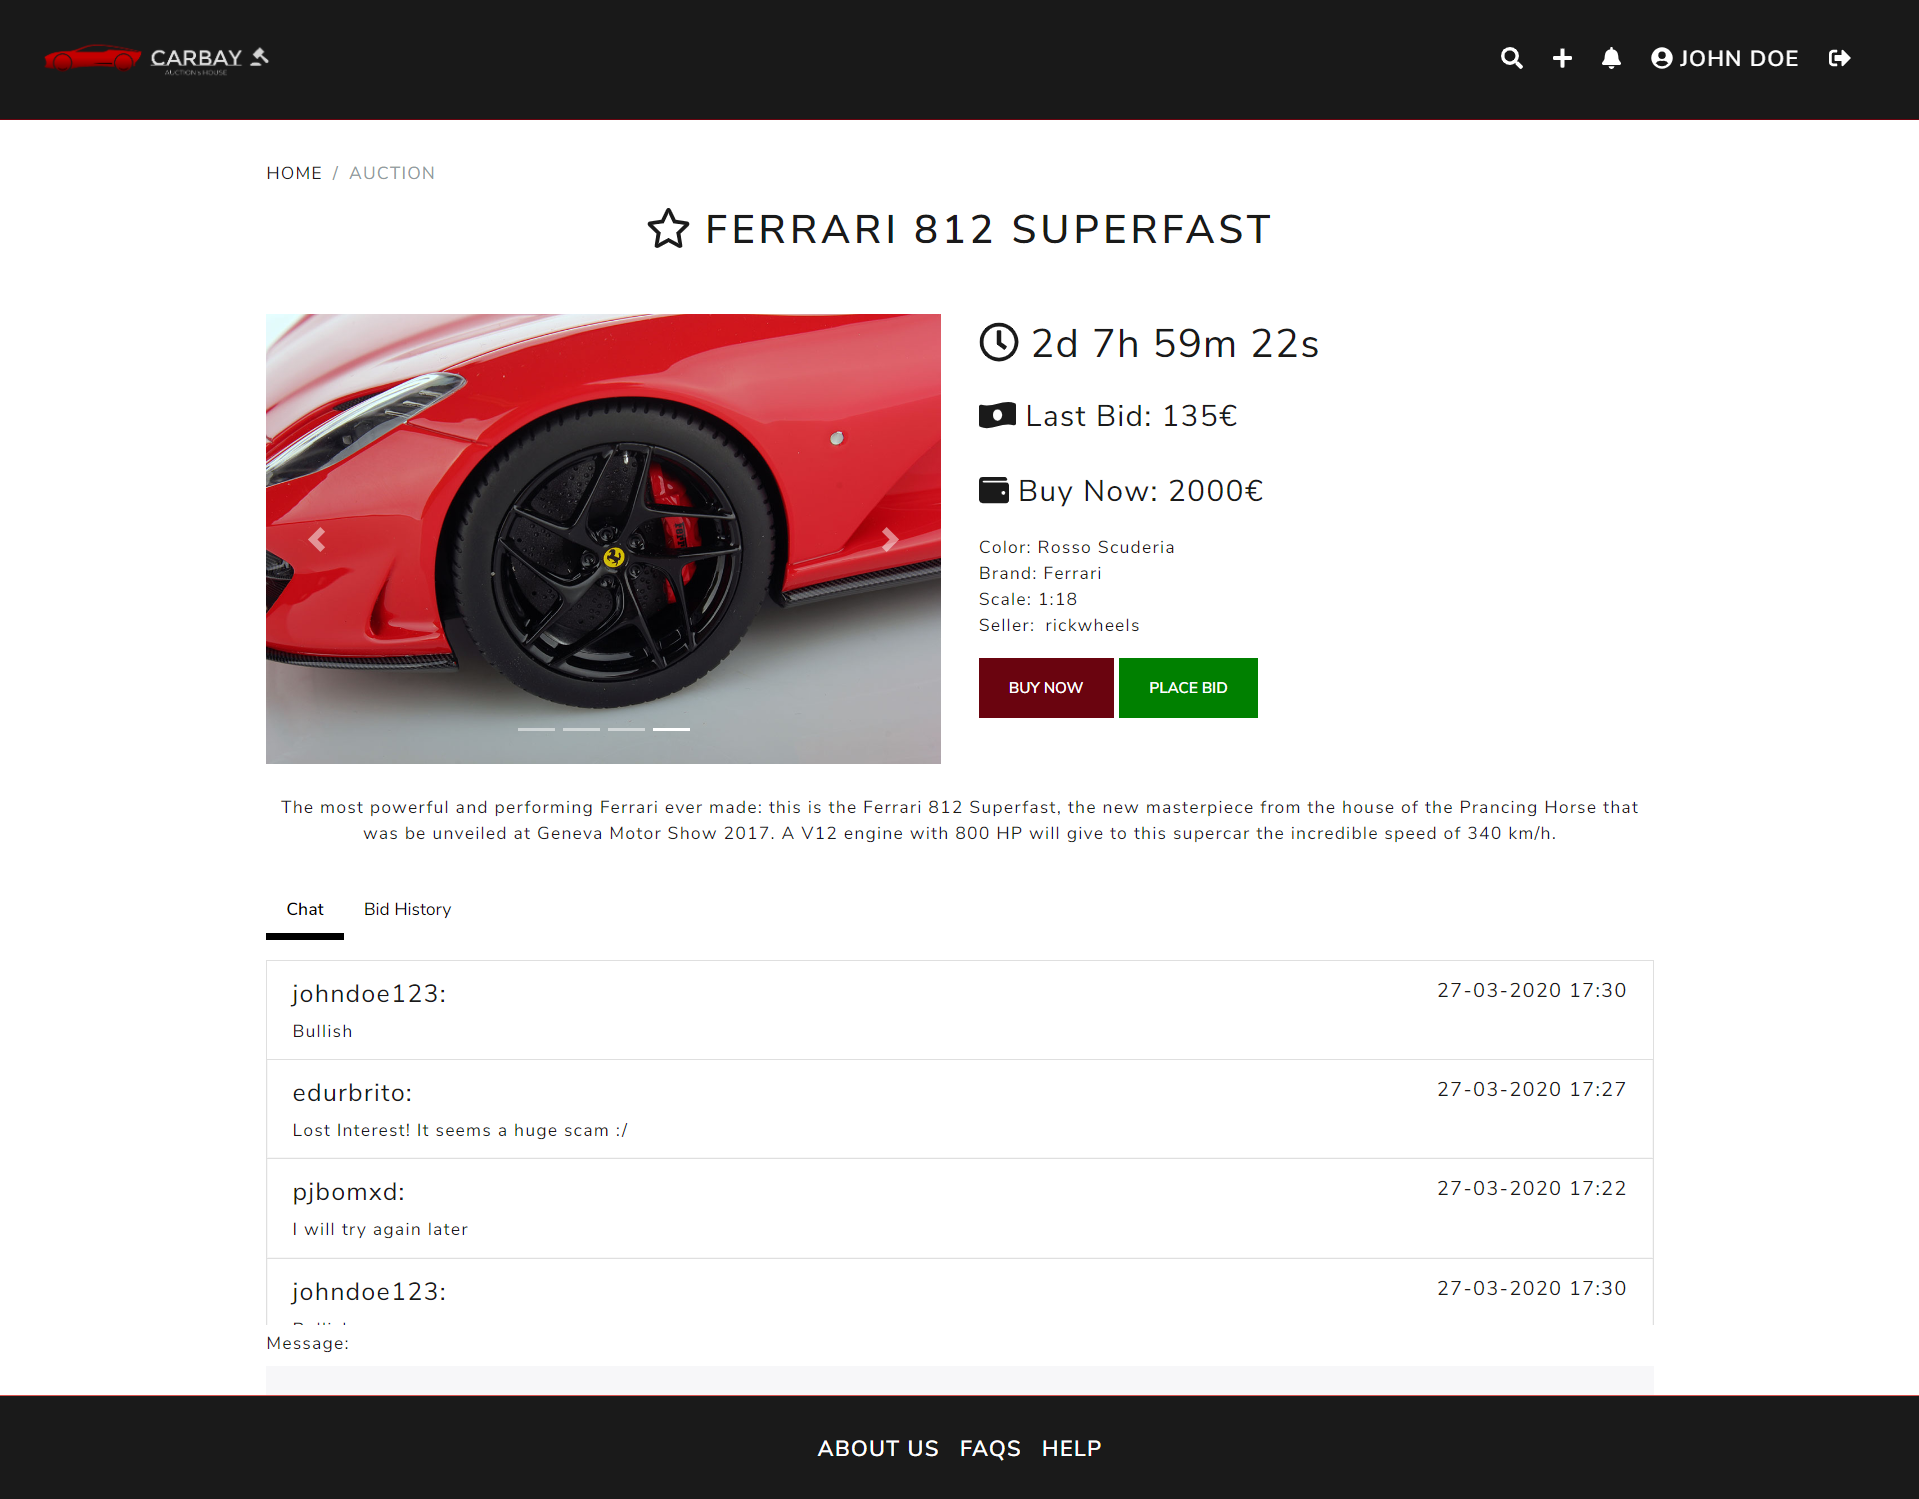 CARBAY
AUCTION's HOUSE
JOHN DOE
HOME / AUCTION
FERRARI 812 SUPERFAST
2d 7h 59m 22s
Last Bid: 135€
Buy Now: 2000€
Color: Rosso Scuderia
Brand: Ferrari
Scale: 1:18
Seller: rickwheels
BUY NOW PLACE BID
The most powerful and performing Ferrari ever made: this is the Ferrari 812 Superfast, the new masterpiece from the house of the Prancing Horse that
was be unveiled at Geneva Motor Show 2017. A V12 engine with 800 HP will give to this supercar the incredible speed of 340 km/h.
Chat Bid History
johndoe123: 27-03-2020 17:30
Bullish
edurbrito: 27-03-2020 17:27
Lost Interest! It seems a huge scam :/
pjbomxd: 27-03-2020 17:22
I will try again later
johndoe123: 27-03-2020 17:30
Message:
ABOUT US FAQS HELP